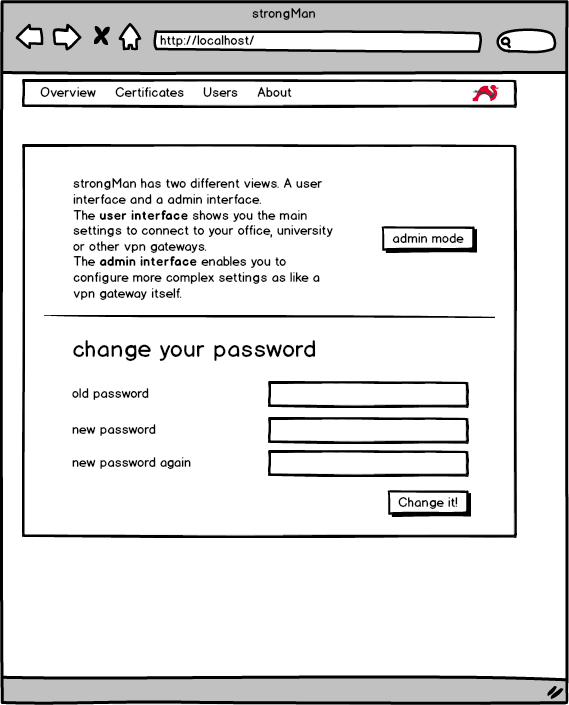 strongMan
http://localhost/
Overview Certificates Users About
strongMan has two different views. A user
interface and a admin interface.
The user interface shows you the main
settings to connect to your office, university
or other vpn gateways.
The admin interface enables you to
configure more complex settings as like a
vpn gateway itself.
admin mode
change your password
old password
new password
new password again
Change it!